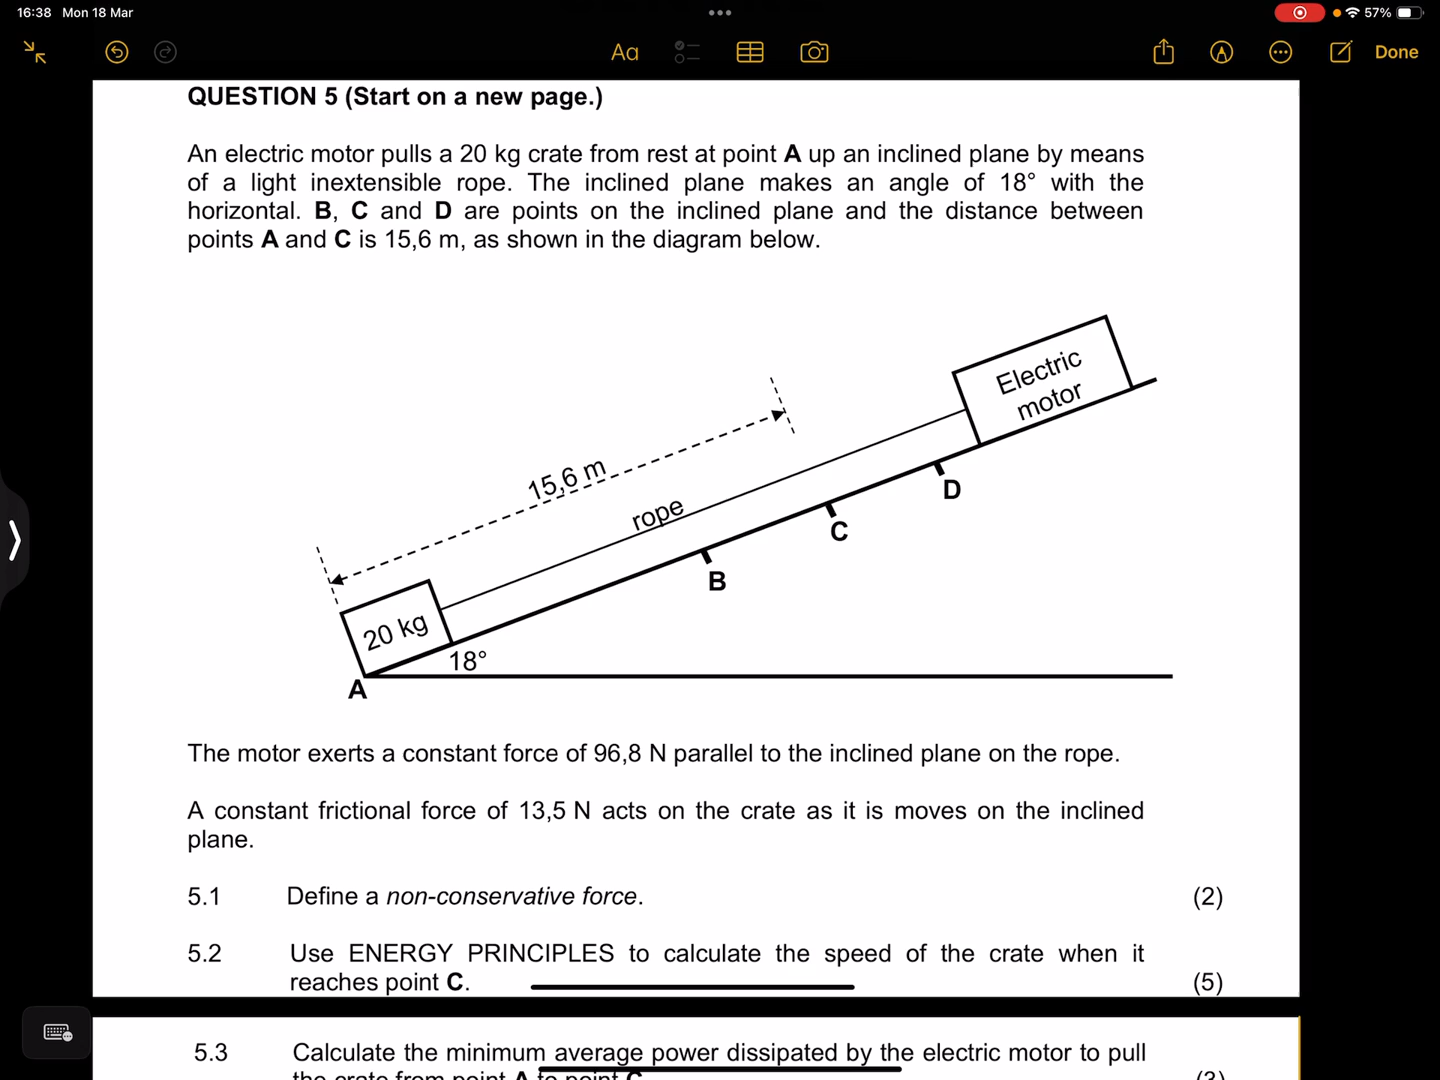 16:38 Mon 18 Mar
57%
Aa
Done
QUESTION 5 (Start on a new page.)
An electric motor pulls a 20 kg crate from rest at point A up an inclined plane by means
of a light inextensible rope. The inclined plane makes an angle of 18° with the
horizontal. B, C and D are points on the inclined plane and the distance between
points A and C is 15,6 m, as shown in the diagram below.
Electric
motor
15,6 m
rope
D
C
B
20 kg
18°
A
The motor exerts a constant force of 96,8 N parallel to the inclined plane on the rope.
A constant frictional force of 13,5 N acts on the crate as it is moves on the inclined
plane.
5.1 Define a non-conservative force. (2)
5.2 Use ENERGY PRINCIPLES to calculate the speed of the crate when it
reaches point C. (5)
5.3 Calculate the minimum average power dissipated by the electric motor to pull
the crate from point A to point C. (3)